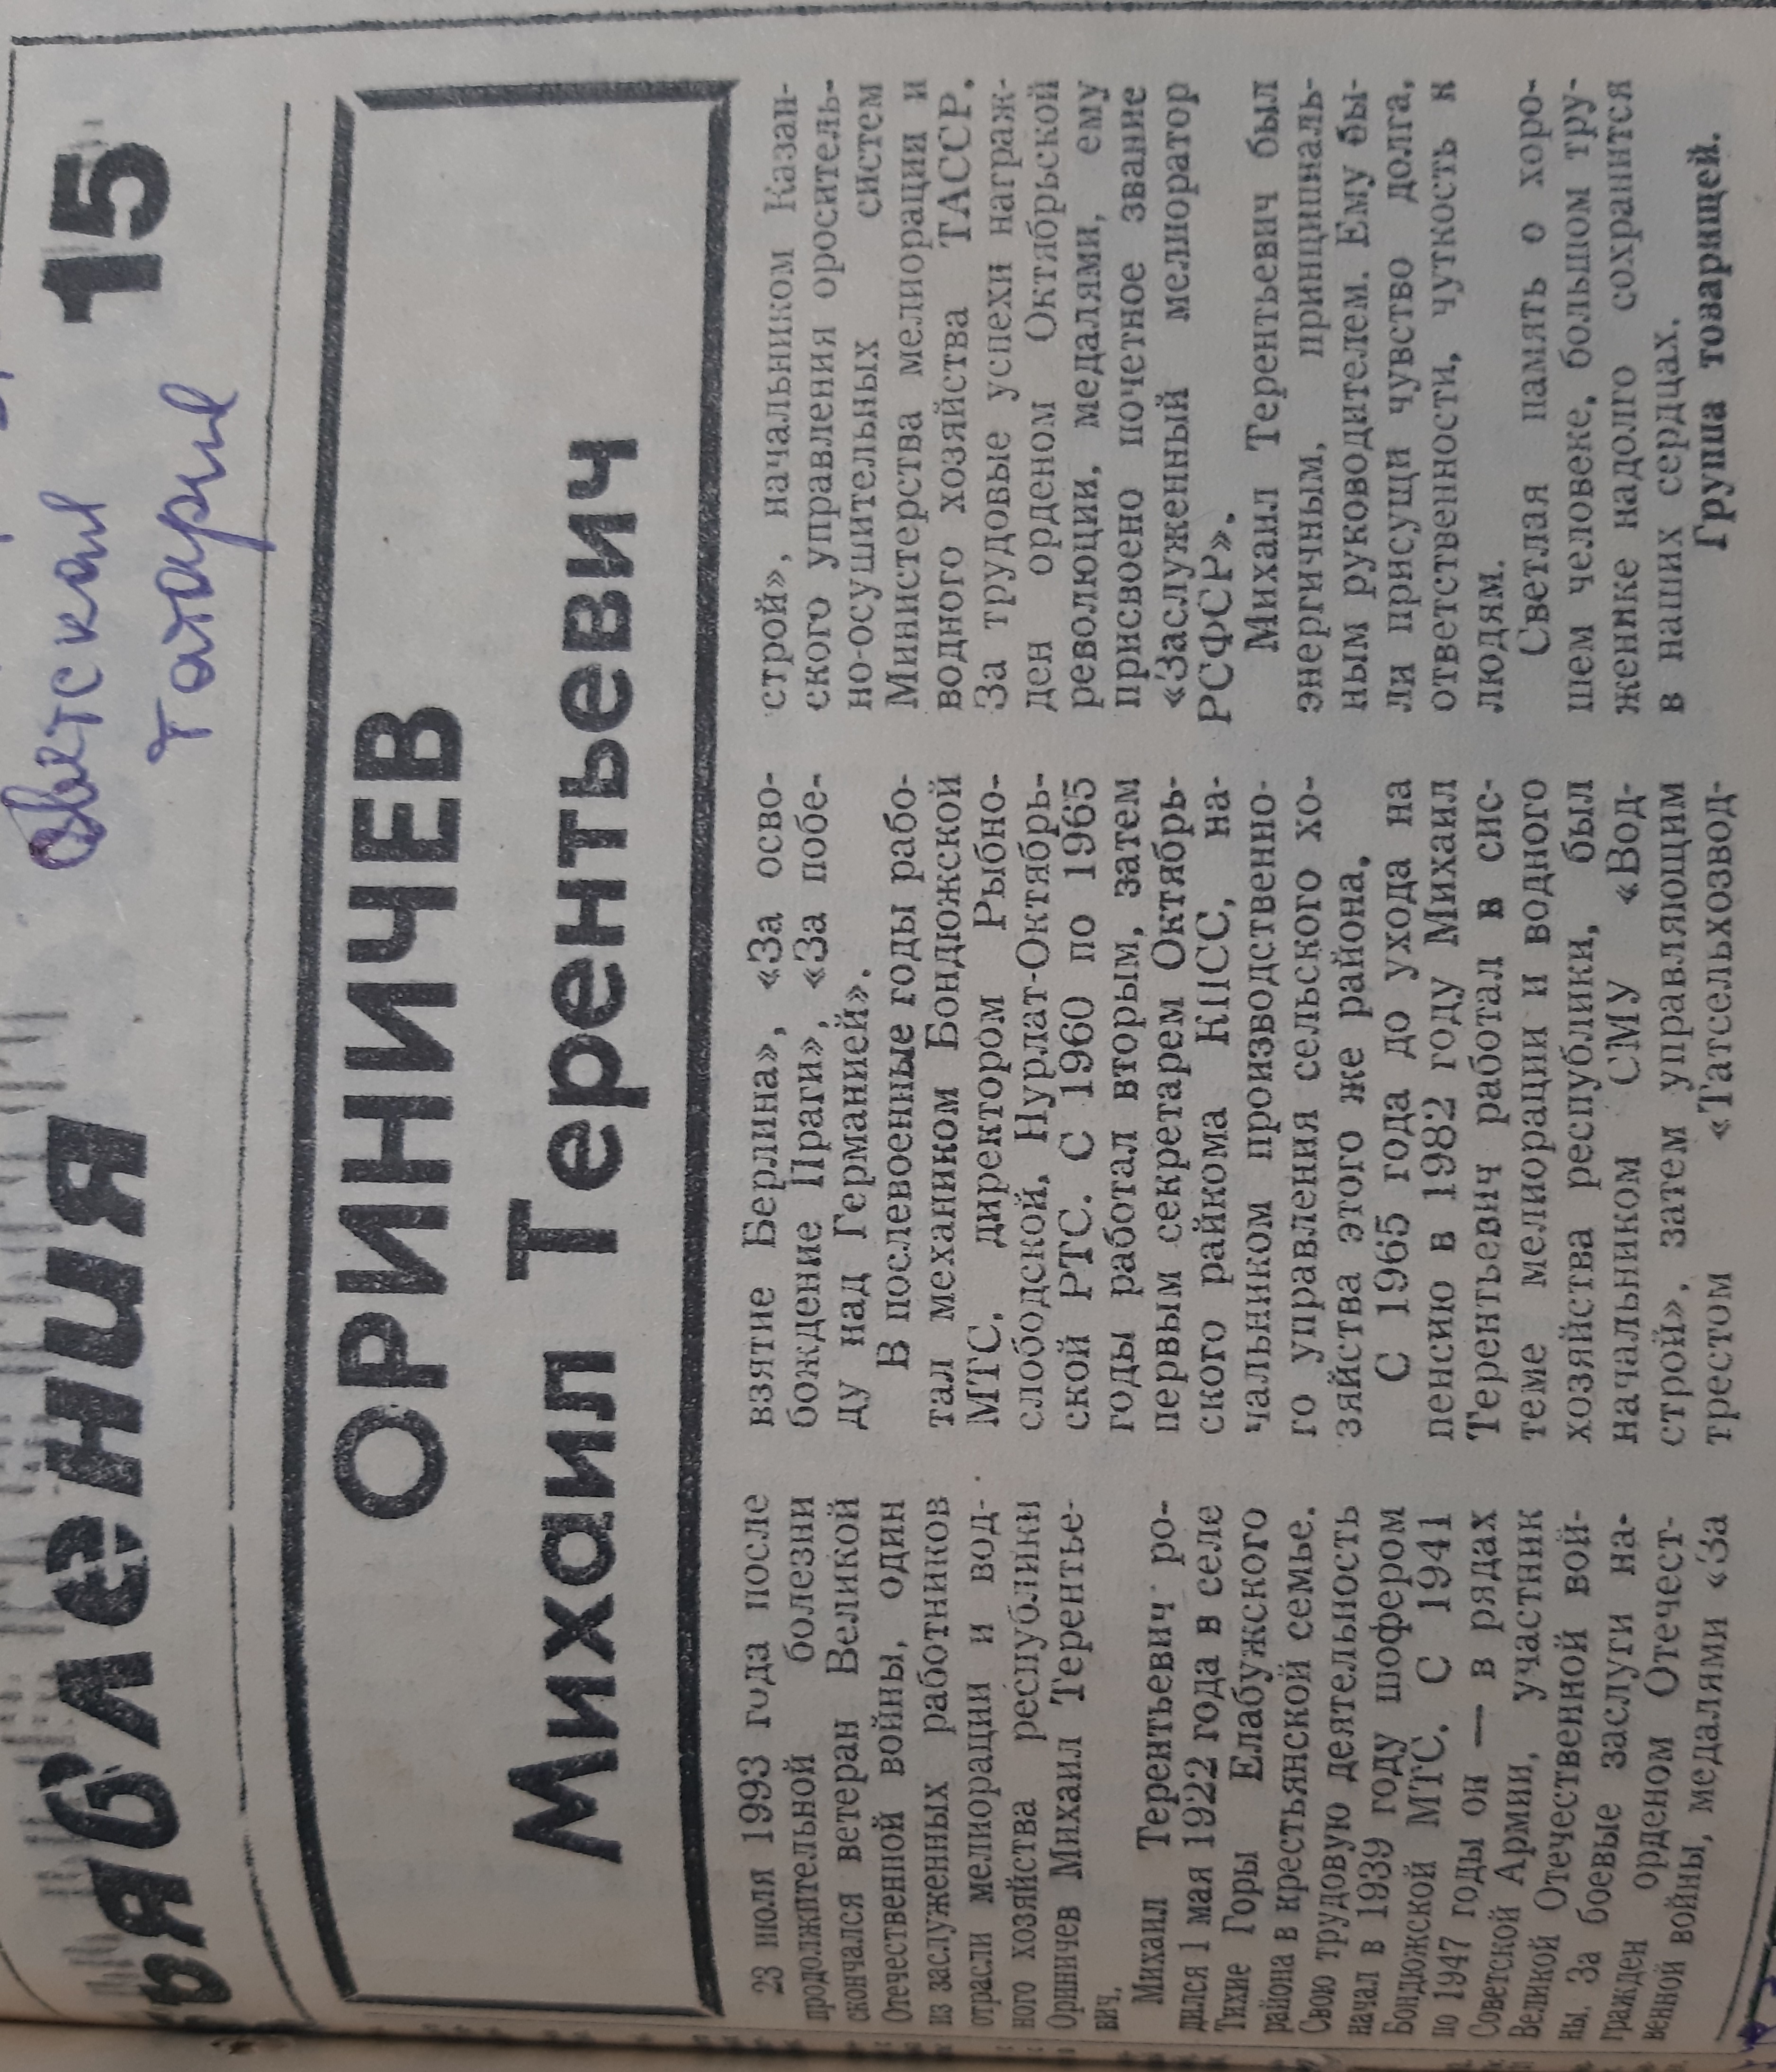 ъявления 15
Советская
Татария
ОРИНИЧЕВ
Михаил Терентьевич
23 июля 1993 года после
продолжительной болезни
скончался ветеран Великой
Отечественной войны, один
из заслуженных работников
отрасли мелиорации и вод-
ного хозяйства республики
Ориничев Михаил Терентье-
вич.
Михаил Терентьевич ро-
дился 1 мая 1922 года в селе
Тихие Горы Елабужского
района в крестьянской семье.
Свою трудовую деятельность
начал в 1939 году шофером
Бондюжской МТС. С 1941
по 1947 годы он — в рядах
Советской Армии, участник
Великой Отечественной вой-
ны. За боевые заслуги на-
гражден орденом Отечест-
венной войны, медалями «За
взятие Берлина», «За осво-
бождение Праги», «За побе-
ду над Германией».
В послевоенные годы рабо-
тал механиком Бондюжской
МТС, директором Рыбно-
слободской, Нурлат-Октябрь-
ской РТС. С 1960 по 1965
годы работал вторым, затем
первым секретарем Октябрь-
ского райкома КПСС, на-
чальником производственно-
го управления сельского хо-
зяйства этого же района.
С 1965 года до ухода на
пенсию в 1982 году Михаил
Терентьевич работал в сис-
теме мелиорации и водного
хозяйства республики, был
начальником СМУ «Вод-
строй», затем управляющим
трестом «Татсельхозвод-
строй», начальником Казан-
ского управления ороситель-
но-осушительных систем
Министерства мелиорации и
водного хозяйства ТАССР.
За трудовые успехи награж-
ден орденом Октябрьской
революции, медалями, ему
присвоено почетное звание
«Заслуженный мелиоратор
РСФСР».
Михаил Терентьевич был
энергичным, принципиаль-
ным руководителем. Ему бы-
ли присущи чувство долга,
ответственности, чуткость к
людям.
Светлая память о хоро-
шем человеке, большом тру-
женике надолго сохранится
в наших сердцах.
Группа товарищей.